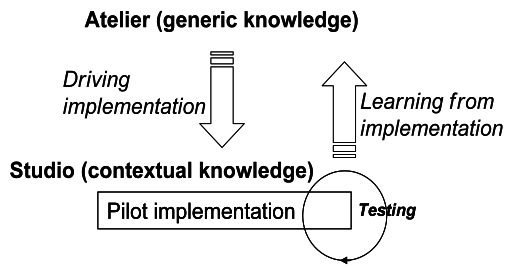 Atelier (generic knowledge)
Driving
implementation
Learning from
implementation
Studio (contextual knowledge)
Pilot implementation
Testing